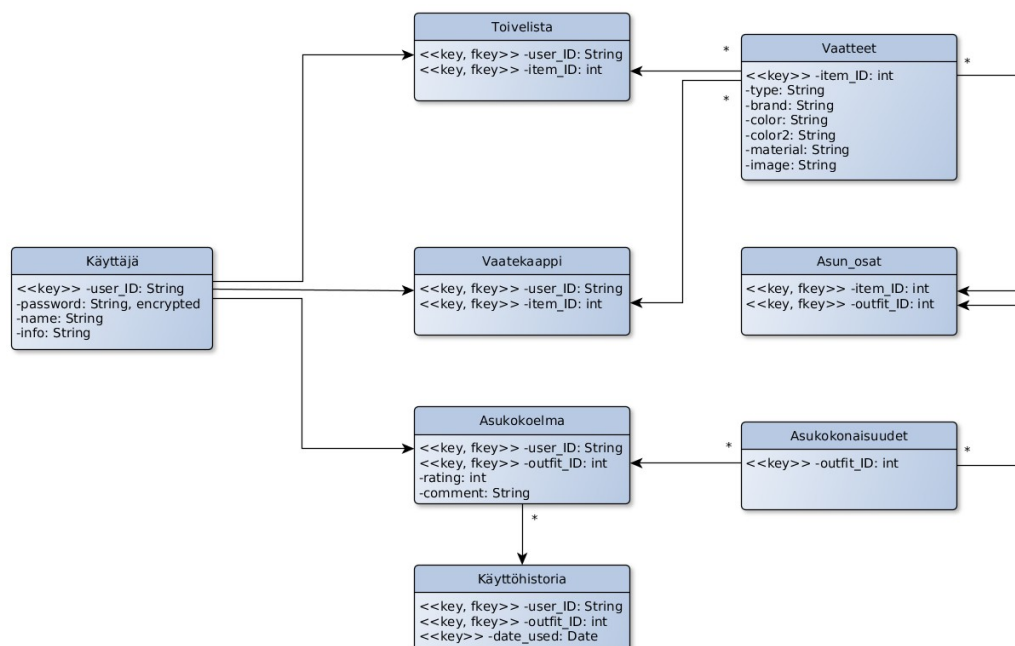 Toivelista
<<key, fkey>> -user_ID: String
<<key, fkey>> -item_ID: int
*
*
Vaatteet
<<key>> -item_ID: int
-type: String
-brand: String
-color: String
-color2: String
-material: String
-image: String
*
Käyttäjä
<<key>> -user_ID: String
-password: String, encrypted
-name: String
-info: String
Vaatekaappi
<<key, fkey>> -user_ID: String
<<key, fkey>> -item_ID: int
Asun_osat
<<key, fkey>> -item_ID: int
<<key, fkey>> -outfit_ID: int
Asukokoelma
<<key, fkey>> -user_ID: String
<<key, fkey>> -outfit_ID: int
-rating: int
-comment: String
*
*
Asukokonaisuudet
<<key>> -outfit_ID: int
*
Käyttöhistoria
<<key, fkey>> -user_ID: String
<<key, fkey>> -outfit_ID: int
<<key>> -date_used: Date